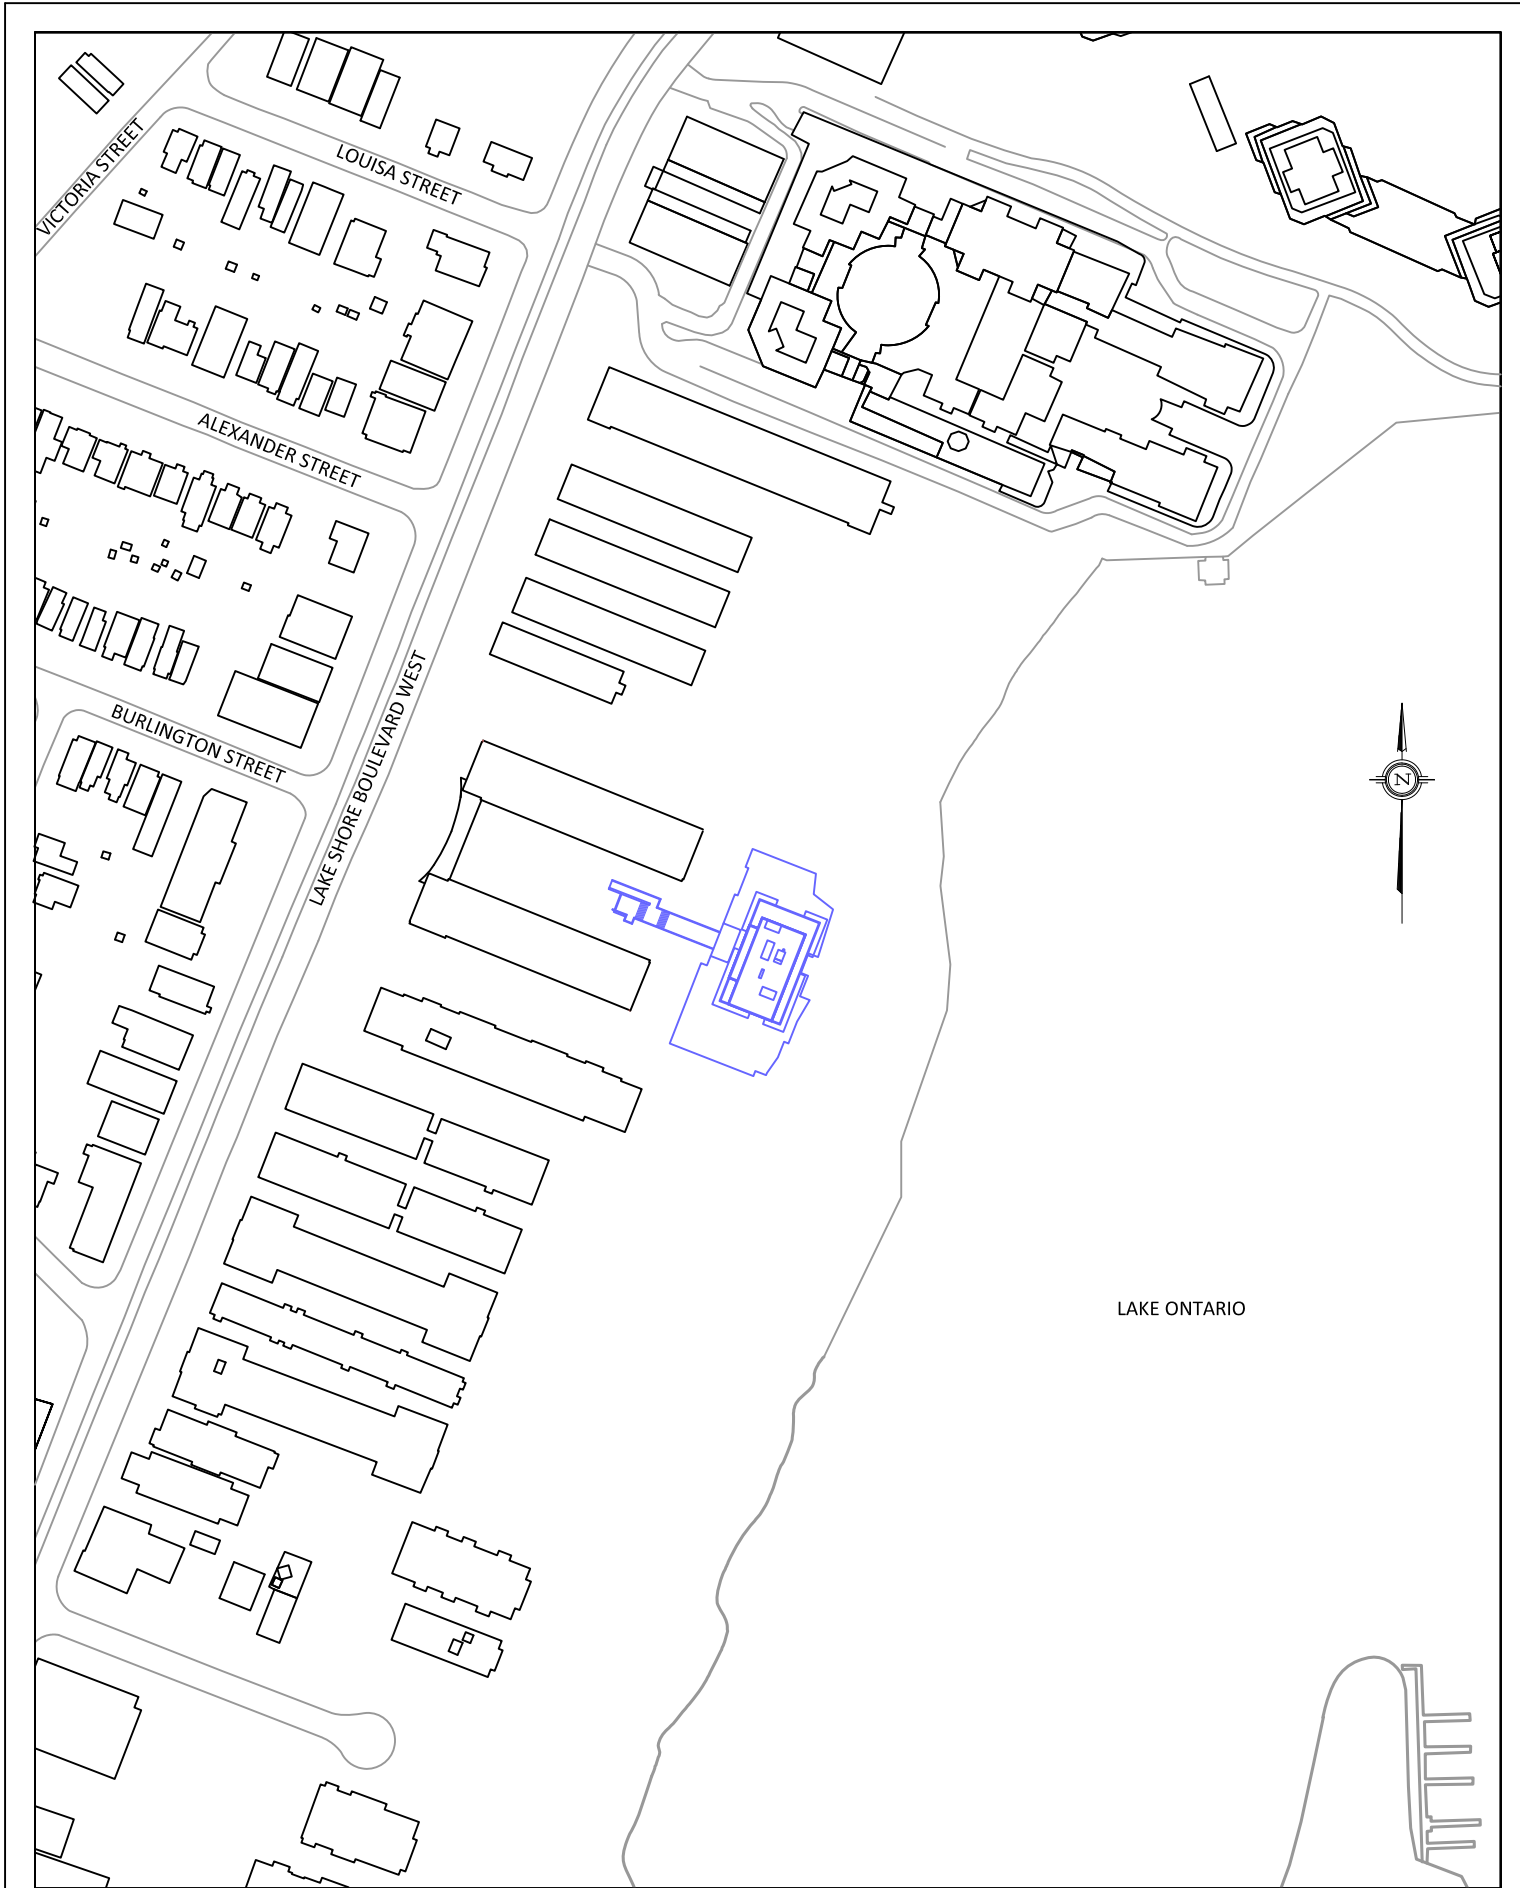 VICTORIA STREET
LOUISA STREET
ALEXANDER STREET
BURLINGTON STREET
LAKE SHORE BOULEVARD WEST
N
LAKE ONTARIO